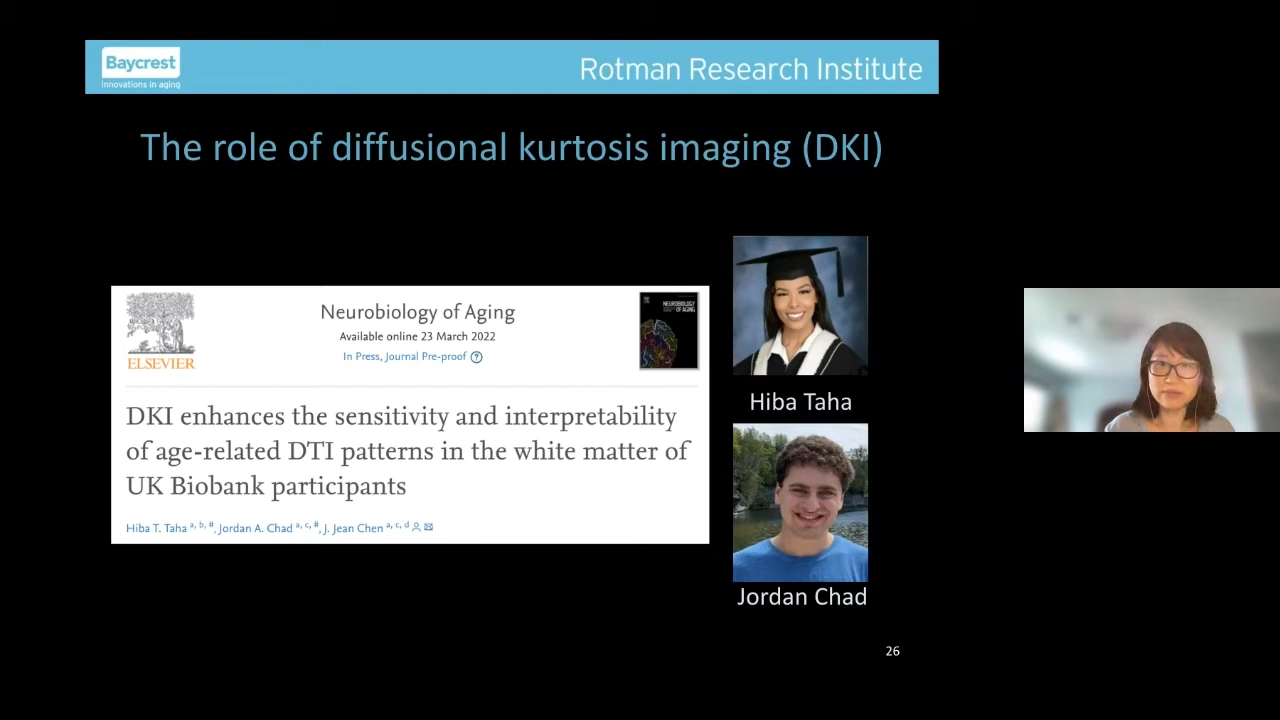 Baycrest
Innovations in aging
Rotman Research Institute
The role of diffusional kurtosis imaging (DKI)
ELSEVIER
Neurobiology of Aging
Available online 23 March 2022
In Press, Journal Pre-proof ?
NEUROBIOLOGY
OF AGING
DKI enhances the sensitivity and interpretability
of age-related DTI patterns in the white matter of
UK Biobank participants
Hiba T. Taha a, b, #, Jordan A. Chad a, c, #, J. Jean Chen a, c, d
Hiba Taha
Jordan Chad
26